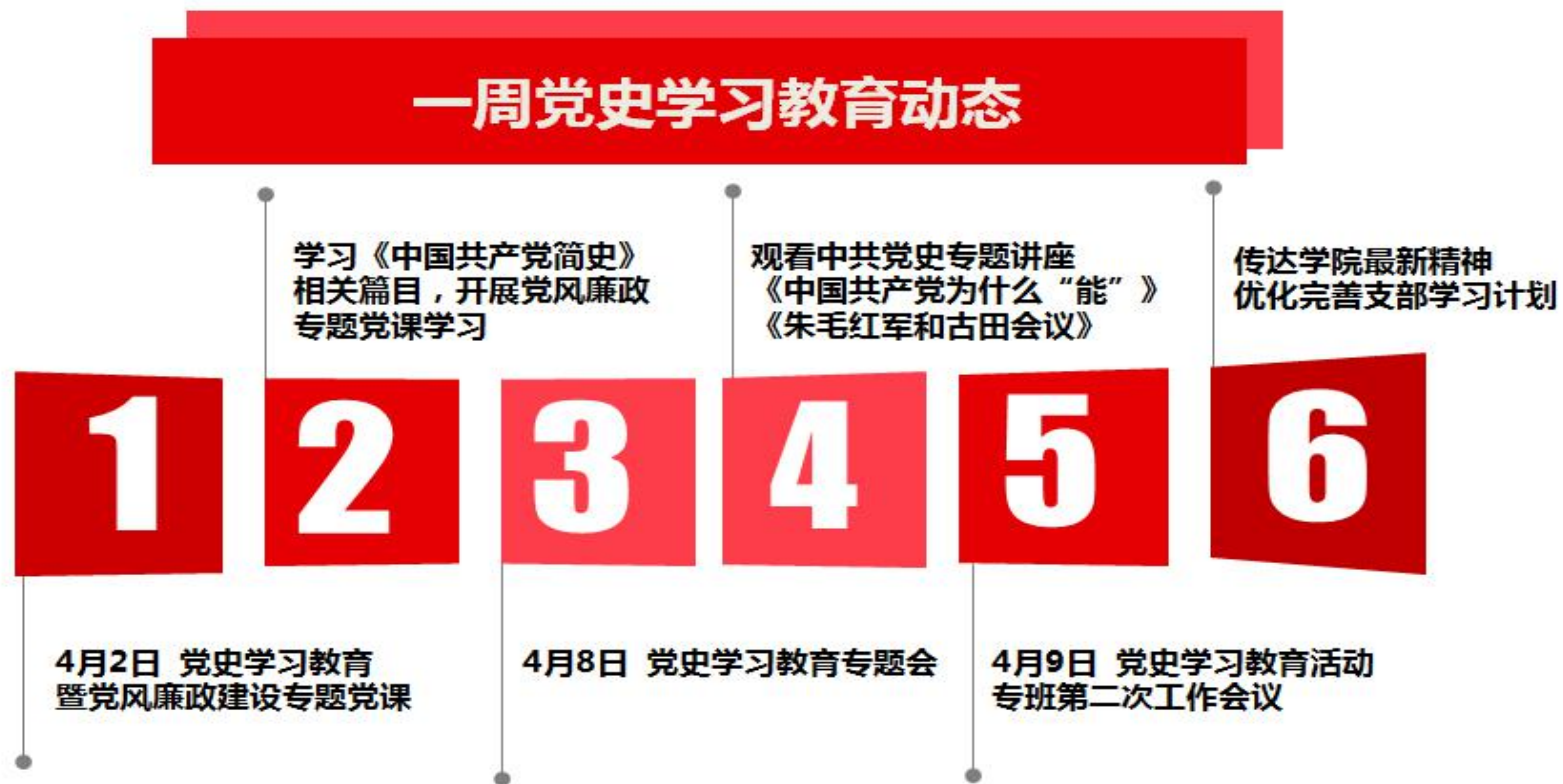 一周党史学习教育动态
学习《中国共产党简史》
相关篇目，开展党风廉政
专题党课学习
观看中共党史专题讲座
《中国共产党为什么“能”》
《朱毛红军和古田会议》
传达学院最新精神
优化完善支部学习计划
1
2
3
4
5
6
4月2日 党史学习教育
暨党风廉政建设专题党课
4月8日 党史学习教育专题会
4月9日 党史学习教育活动
专班第二次工作会议